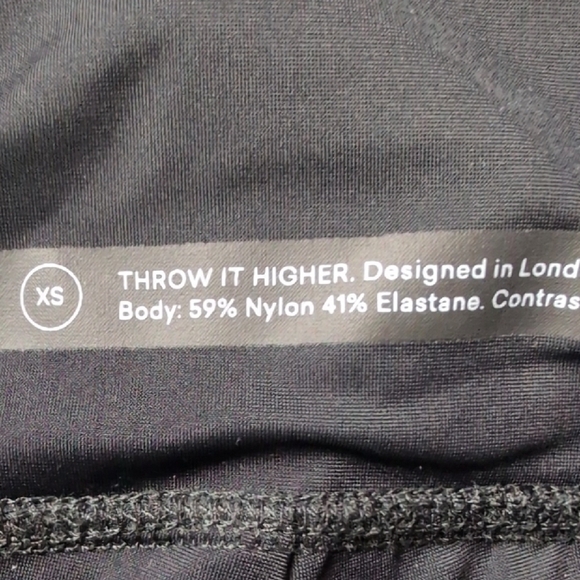 XS
THROW IT HIGHER. Designed in Lond
Body: 59% Nylon 41% Elastane. Contras